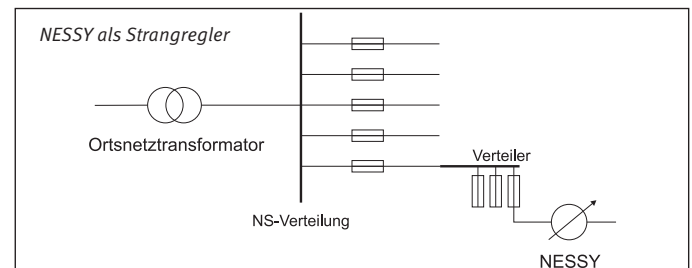 NESSY als Strangregler
Ortsnetztransformator
Verteiler
NS-Verteilung
NESSY